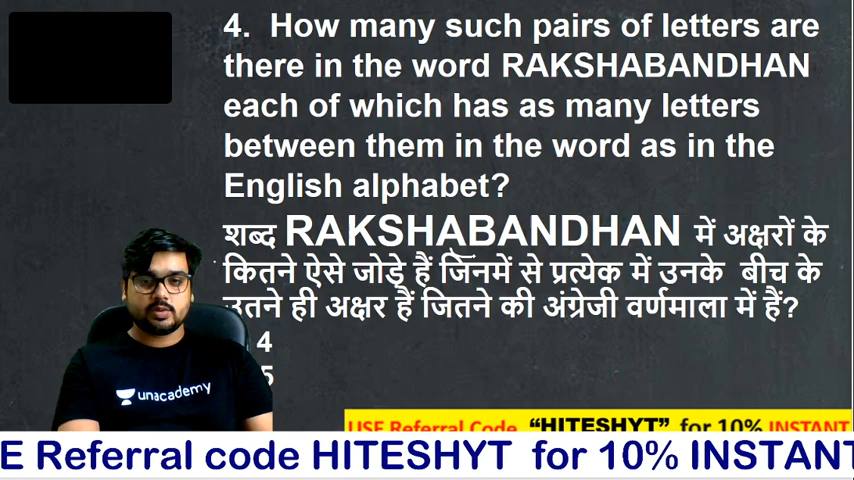 4. How many such pairs of letters are
there in the word RAKSHABANDHAN
each of which has as many letters
between them in the word as in the
English alphabet?
शब्द RAKSHABANDHAN में अक्षरों के
कितने ऐसे जोड़े हैं जिनमें से प्रत्येक में उनके बीच के
उतने ही अक्षर हैं जितने की अंग्रेजी वर्णमाला में हैं?
4
5
unacademy
USE Referral Code "HITESHYT" for 10% INSTANT
E Referral code HITESHYT for 10% INSTANT